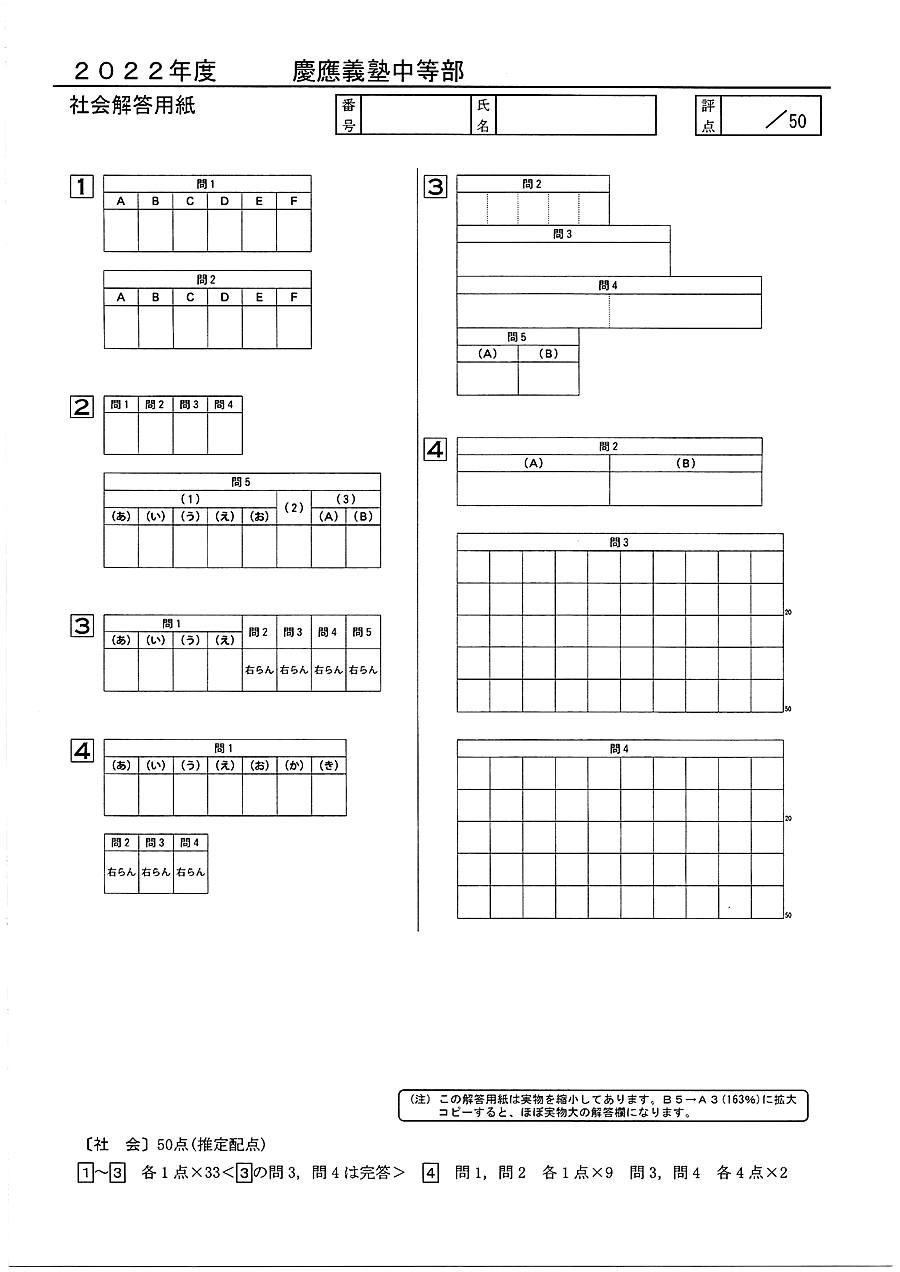 2022年度 慶應義塾中等部
社会解答用紙
番号
氏名
評点
／50
1
問1
A B C D E F
問2
A B C D E F
2
問1 問2 問3 問4
問5
(1) (2) (3)
(あ) (い) (う) (え) (お) (A) (B)
3
問1 問2 問3 問4 問5
(あ) (い) (う) (え)
右らん 右らん 右らん 右らん
4
問1
(あ) (い) (う) (え) (お) (か) (き)
問2 問3 問4
右らん 右らん 右らん
3
問2
問3
問4
問5
(A) (B)
4
問2
(A) (B)
問3
20
50
問4
20
50
(注) この解答用紙は実物を縮小してあります。B5→A3(163%)に拡大
コピーすると、ほぼ実物大の解答欄になります。
〔社　会〕50点(推定配点)
1～3 各1点×33＜3の問3，問4は完答＞ 4 問1，問2 各1点×9 問3，問4 各4点×2